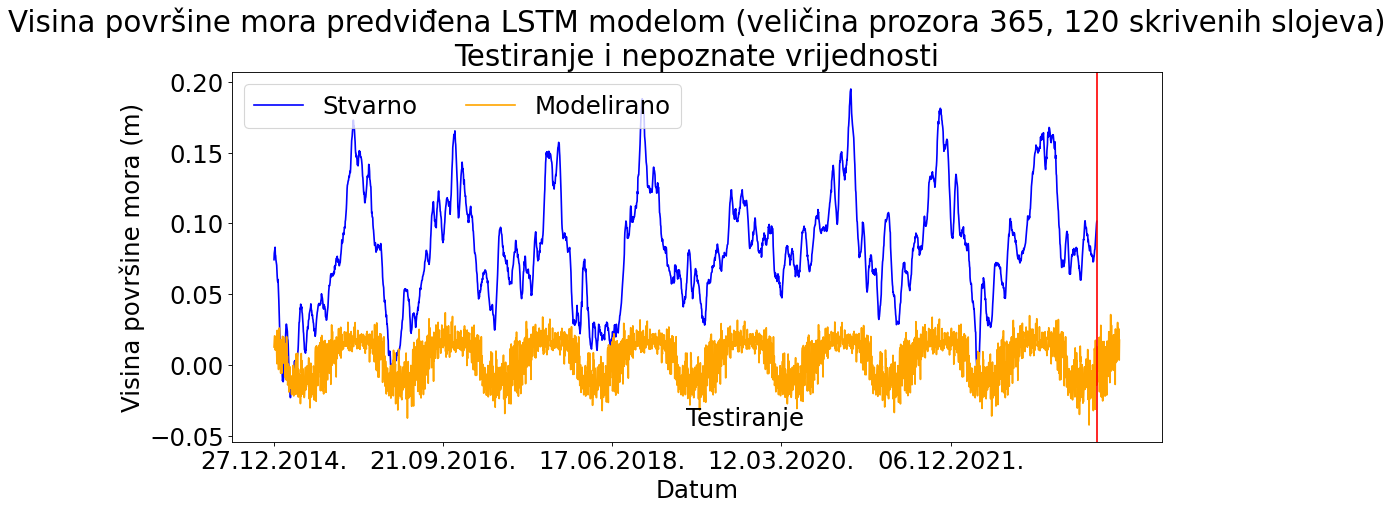 Visina površine mora predviđena LSTM modelom (veličina prozora 365, 120 skrivenih slojeva)
Testiranje i nepoznate vrijednosti
Stvarno
Modelirano
Visina površine mora (m)
0.20
0.15
0.10
0.05
0.00
−0.05
Testiranje
27.12.2014.
21.09.2016.
17.06.2018.
12.03.2020.
06.12.2021.
Datum